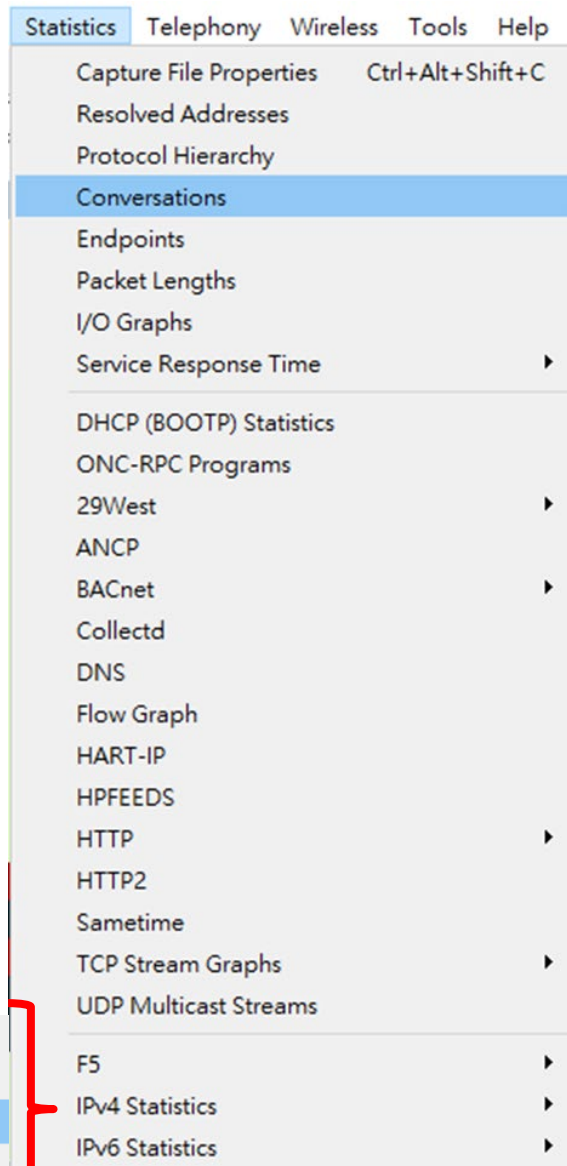 Statistics Telephony Wireless Tools Help
Capture File Properties Ctrl+Alt+Shift+C
Resolved Addresses
Protocol Hierarchy
Conversations
Endpoints
Packet Lengths
I/O Graphs
Service Response Time
DHCP (BOOTP) Statistics
ONC-RPC Programs
29West
ANCP
BACnet
Collectd
DNS
Flow Graph
HART-IP
HPFEEDS
HTTP
HTTP2
Sametime
TCP Stream Graphs
UDP Multicast Streams
F5
IPv4 Statistics
IPv6 Statistics